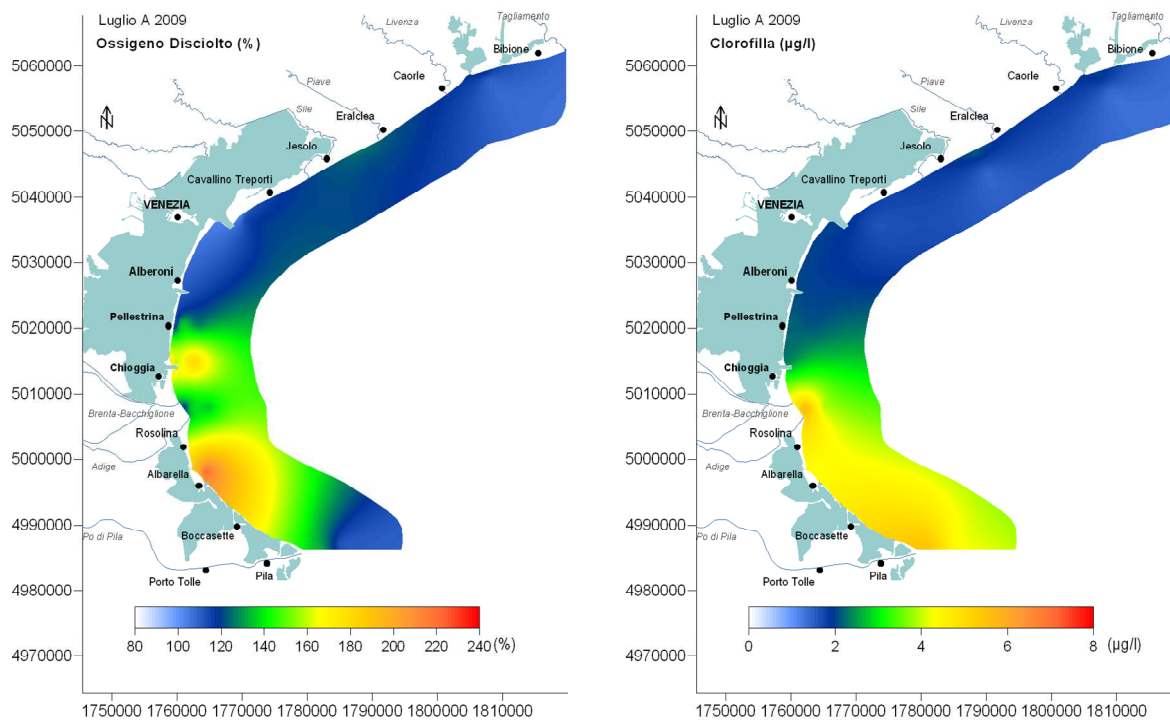 Luglio A 2009
Ossigeno Disciolto (%)
Tagliamento
Livenza
Bibione
Caorle
Piave
Eraclea
Sile
Jesolo
Cavallino Treporti
VENEZIA
Alberoni
Pellestrina
Chioggia
Brenta-Bacchiglione
Rosolina
Adige
Albarella
Boccasette
Po di Pila
Porto Tolle
Pila
N
5060000
5050000
5040000
5030000
5020000
5010000
5000000
4990000
4980000
4970000
80 100 120 140 160 180 200 220 240 (%)
1750000 1760000 1770000 1780000 1790000 1800000 1810000
Luglio A 2009
Clorofilla (µg/l)
Tagliamento
Livenza
Bibione
Caorle
Piave
Eraclea
Sile
Jesolo
Cavallino Treporti
VENEZIA
Alberoni
Pellestrina
Chioggia
Brenta-Bacchiglione
Rosolina
Adige
Albarella
Boccasette
Po di Pila
Porto Tolle
Pila
N
5060000
5050000
5040000
5030000
5020000
5010000
5000000
4990000
4980000
4970000
0 2 4 6 8 (µg/l)
1750000 1760000 1770000 1780000 1790000 1800000 1810000